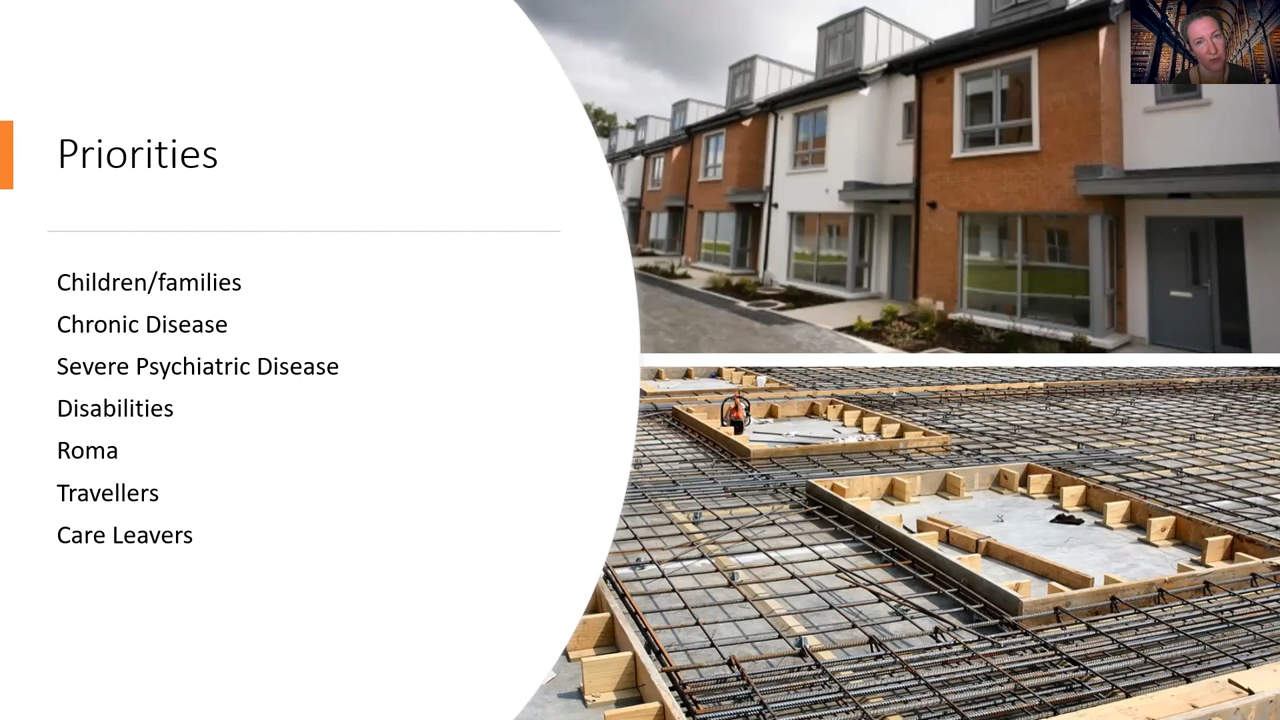 Priorities
Children/families
Chronic Disease
Severe Psychiatric Disease
Disabilities
Roma
Travellers
Care Leavers